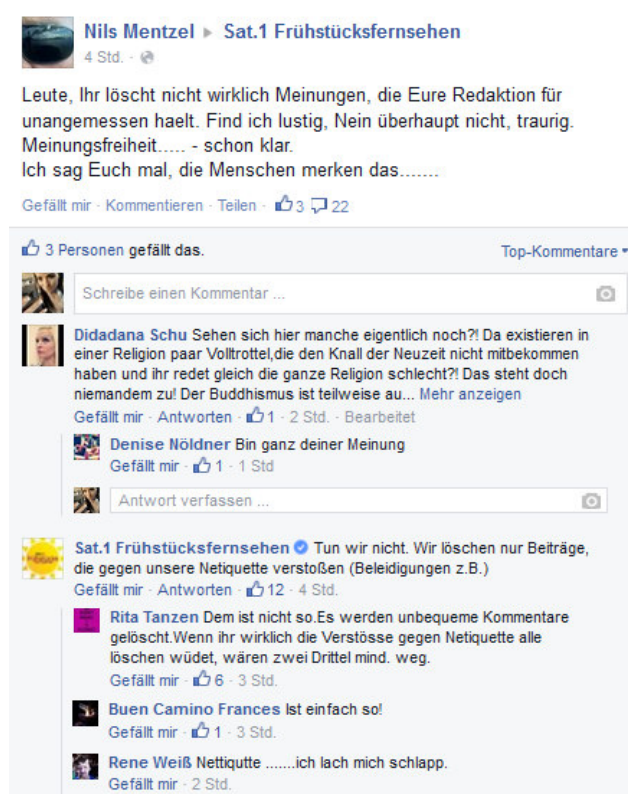 Nils Mentzel ▸ Sat.1 Frühstücksfernsehen
4 Std. ·
Leute, Ihr löscht nicht wirklich Meinungen, die Eure Redaktion für
unangemessen haelt. Find ich lustig, Nein überhaupt nicht, traurig.
Meinungsfreiheit..... - schon klar.
Ich sag Euch mal, die Menschen merken das.......
Gefällt mir · Kommentieren · Teilen · 3 22
3 Personen gefällt das.
Top-Kommentare
Schreibe einen Kommentar ...
Didadana Schu Sehen sich hier manche eigentlich noch?! Da existieren in
einer Religion paar Volltrottel,die den Knall der Neuzeit nicht mitbekommen
haben und ihr redet gleich die ganze Religion schlecht?! Das steht doch
niemandem zu! Der Buddhismus ist teilweise au... Mehr anzeigen
Gefällt mir · Antworten · 1 · 2 Std. · Bearbeitet
Denise Nöldner Bin ganz deiner Meinung
Gefällt mir · 1 · 1 Std
Antwort verfassen ...
Sat.1 Frühstücksfernsehen Tun wir nicht. Wir löschen nur Beiträge,
die gegen unsere Netiquette verstoßen (Beleidigungen z.B.)
Gefällt mir · Antworten · 12 · 4 Std.
Rita Tanzen Dem ist nicht so.Es werden unbequeme Kommentare
gelöscht.Wenn ihr wirklich die Verstösse gegen Netiquette alle
löschen wüdet, wären zwei Drittel mind. weg.
Gefällt mir · 6 · 3 Std.
Buen Camino Frances Ist einfach so!
Gefällt mir · 1 · 3 Std.
Rene Weiß Nettiqutte .......ich lach mich schlapp.
Gefällt mir · 2 Std.